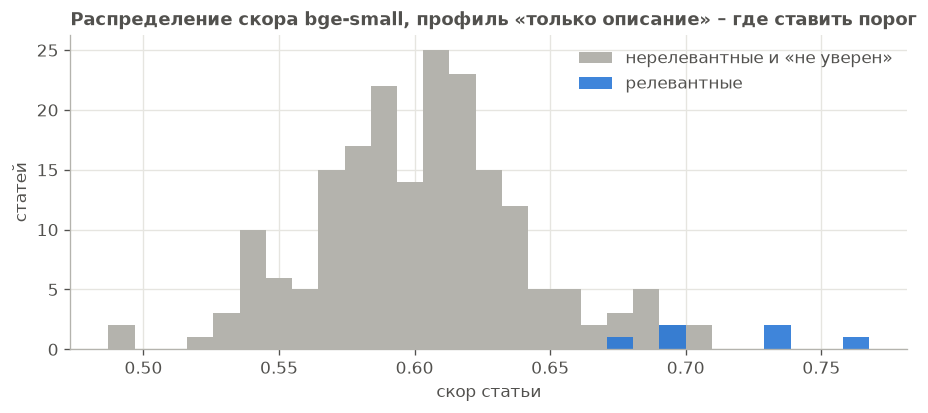 Распределение скора bge-small, профиль «только описание» – где ставить порог
нерелевантные и «не уверен»
релевантные
статей
25
20
15
10
5
0
0.50 0.55 0.60 0.65 0.70 0.75
скор статьи